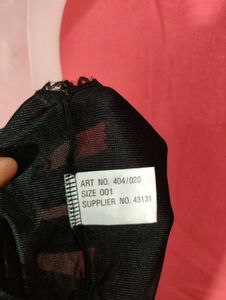 ART NO. 404/020
SIZE 001
SUPPLIER NO. 43131